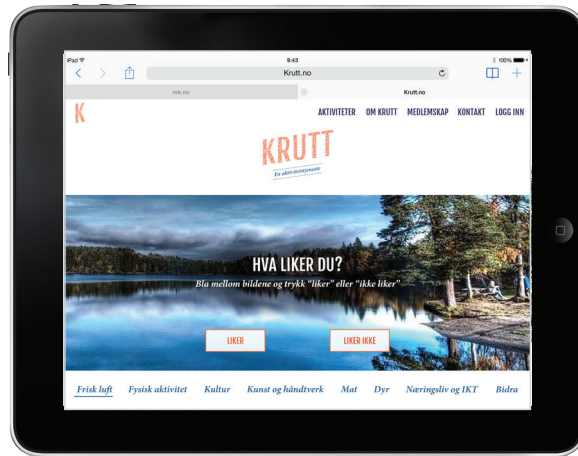 iPad 9:43 100%
Krutt.no
nrk.no Krutt.no
K AKTIVITETER OM KRUTT MEDLEMSKAP KONTAKT LOGG INN
KRUTT
En aktivitetstjeneste
HVA LIKER DU?
Bla mellom bildene og trykk “liker” eller “ikke liker”
LIKER LIKER IKKE
Frisk luft Fysisk aktivitet Kultur Kunst og håndtverk Mat Dyr Næringsliv og IKT Bidra